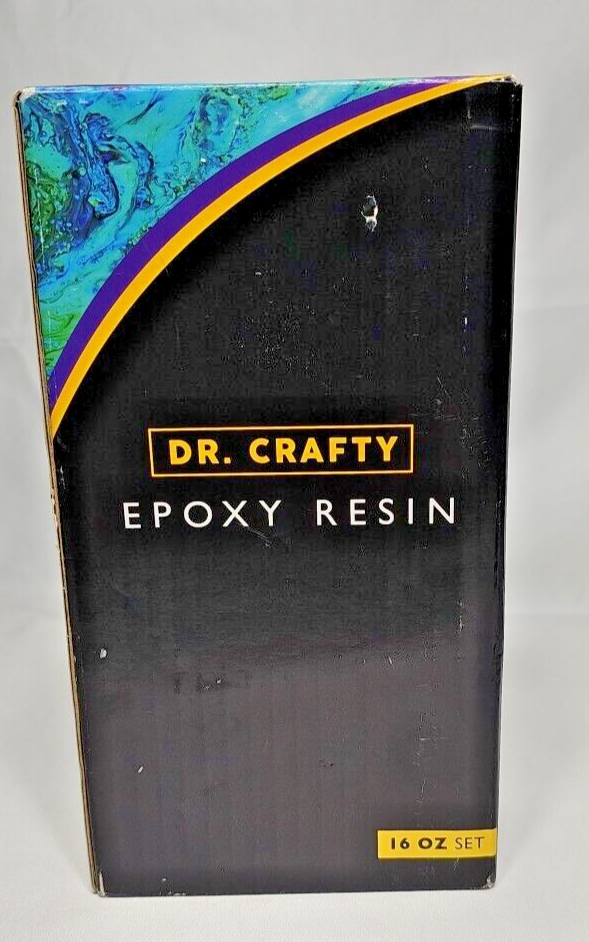 DR. CRAFTY
EPOXY RESIN
16 OZ SET